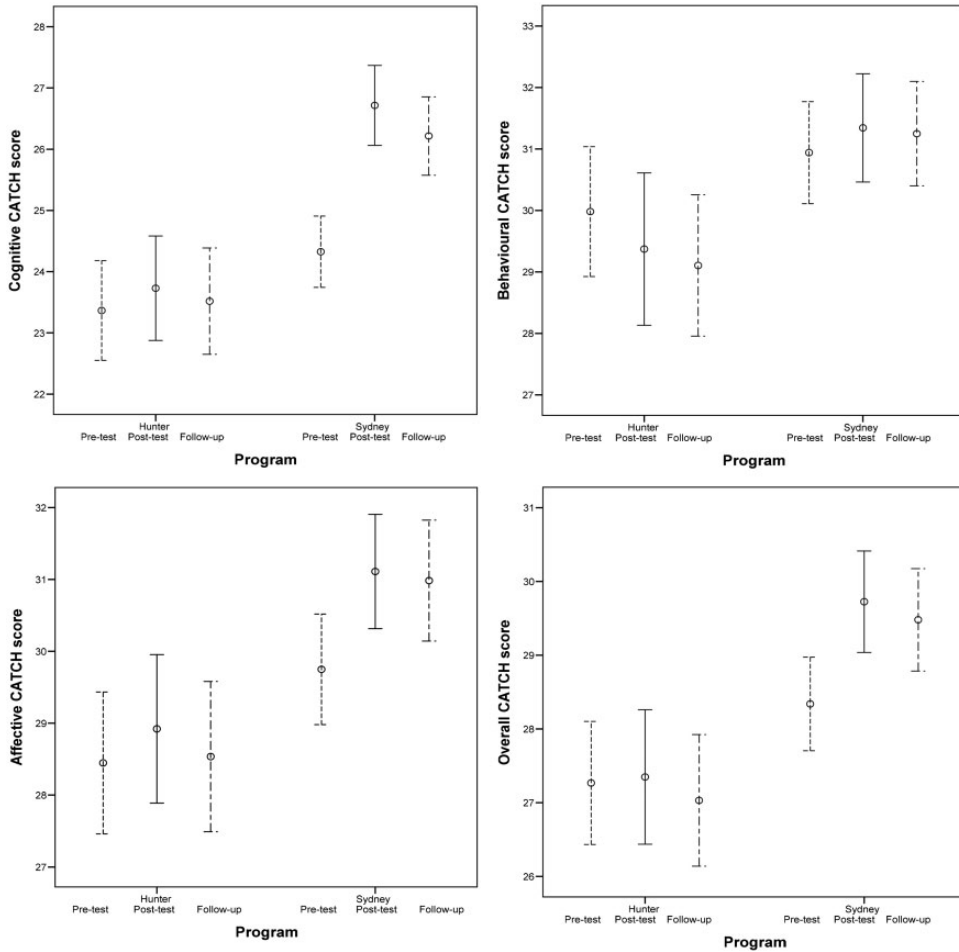 Cognitive CATCH score
28
27
26
25
24
23
22
Hunter Sydney
Pre-test Post-test Follow-up Pre-test Post-test Follow-up
Program
Behavioural CATCH score
33
32
31
30
29
28
27
Hunter Sydney
Pre-test Post-test Follow-up Pre-test Post-test Follow-up
Program
Affective CATCH score
32
31
30
29
28
27
Hunter Sydney
Pre-test Post-test Follow-up Pre-test Post-test Follow-up
Program
Overall CATCH score
31
30
29
28
27
26
Hunter Sydney
Pre-test Post-test Follow-up Pre-test Post-test Follow-up
Program